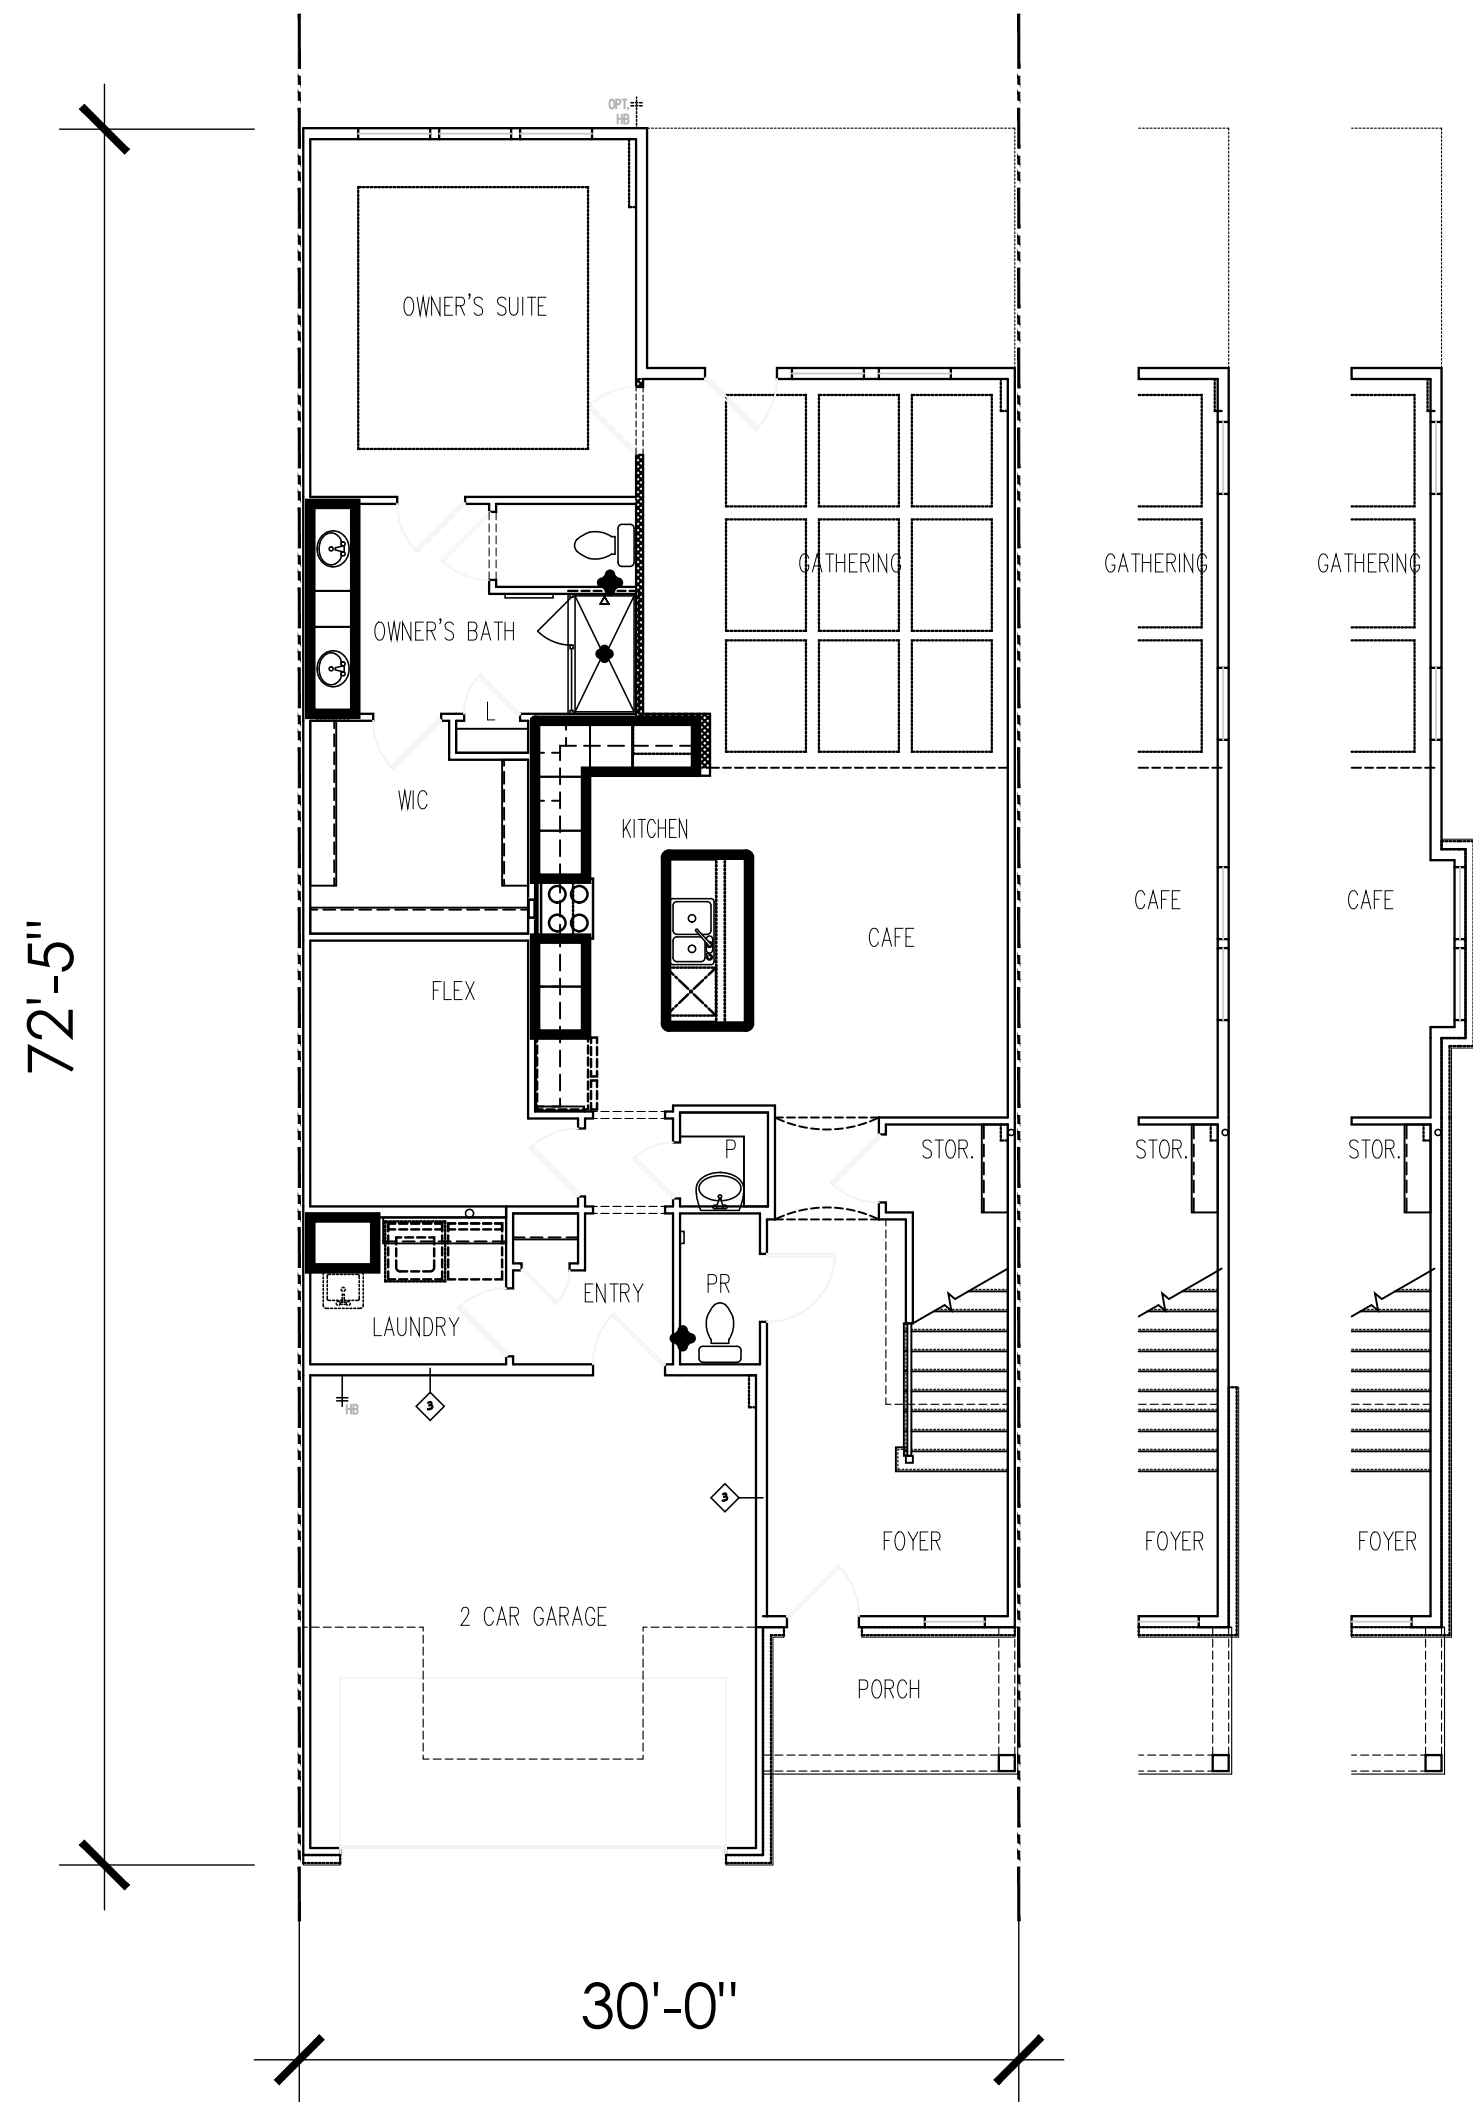 OPT.
HB
OWNER'S SUITE
GATHERING
GATHERING
GATHERING
OWNER'S BATH
L
WIC
KITCHEN
CAFE
CAFE
CAFE
72'-5"
FLEX
P
STOR.
STOR.
STOR.
PR
ENTRY
LAUNDRY
HB
3
3
FOYER
FOYER
FOYER
2 CAR GARAGE
PORCH
30'-0"